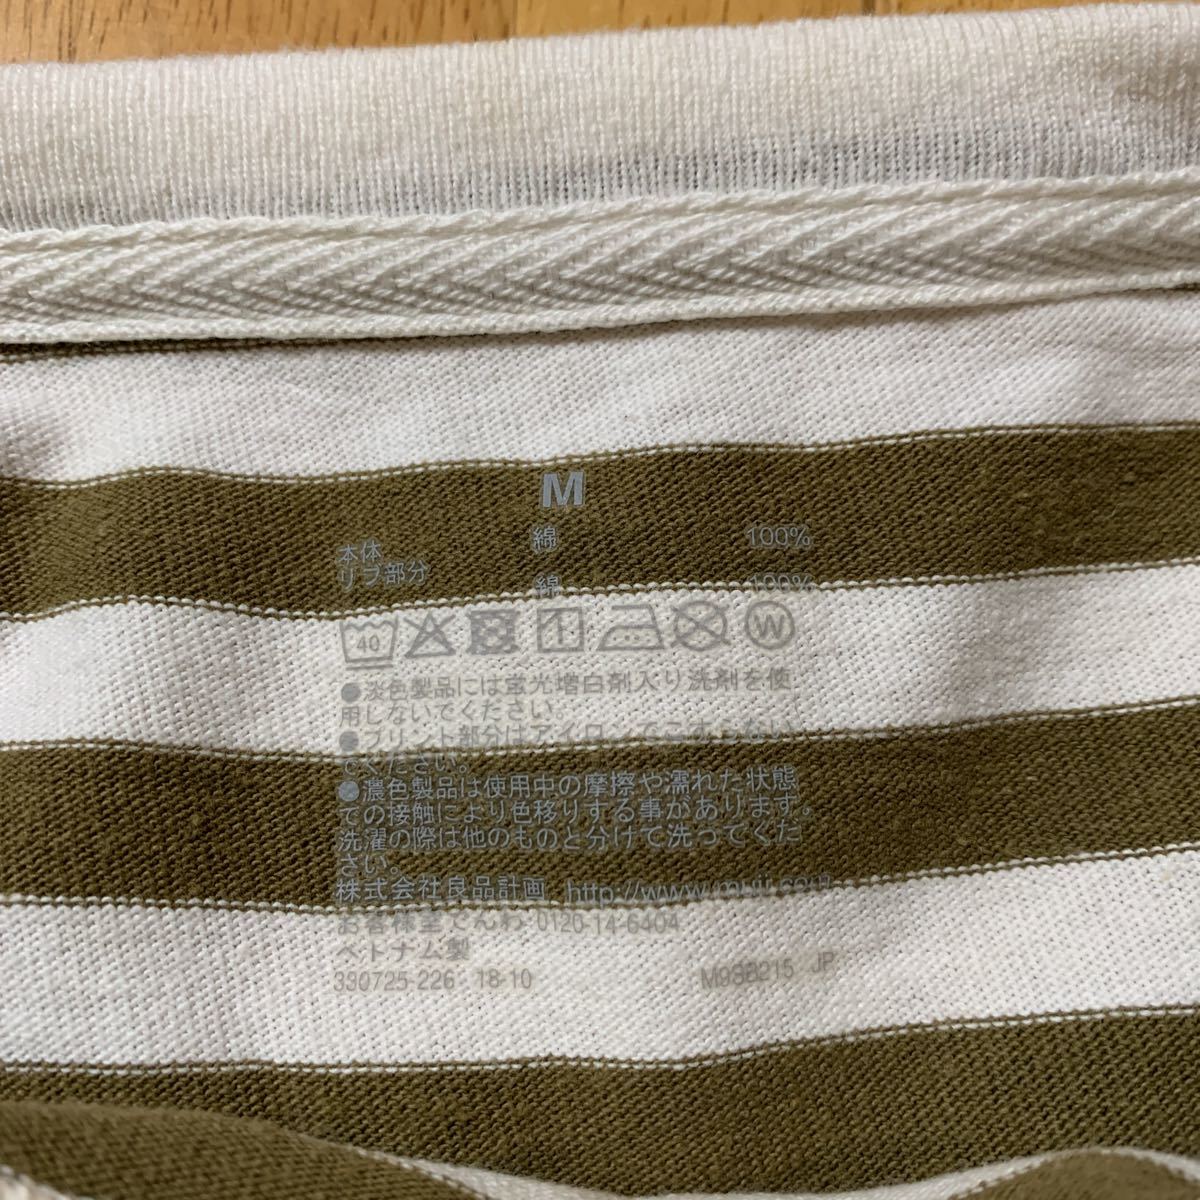 M
本体 綿 100%
リブ部分 綿 100%
40
W
●淡色製品には蛍光増白剤入り洗剤を使
用しないでください。
●プリント部分はアイロンでこすらない
でください。
●濃色製品は使用中の摩擦や濡れた状態
での接触により色移りする事があります。
洗濯の際は他のものと分けて洗ってくだ
さい。
株式会社良品計画 http://www.muji.com
お客様室でんわ 0120-14-6404
ベトナム製
330725-226 18-10 JP